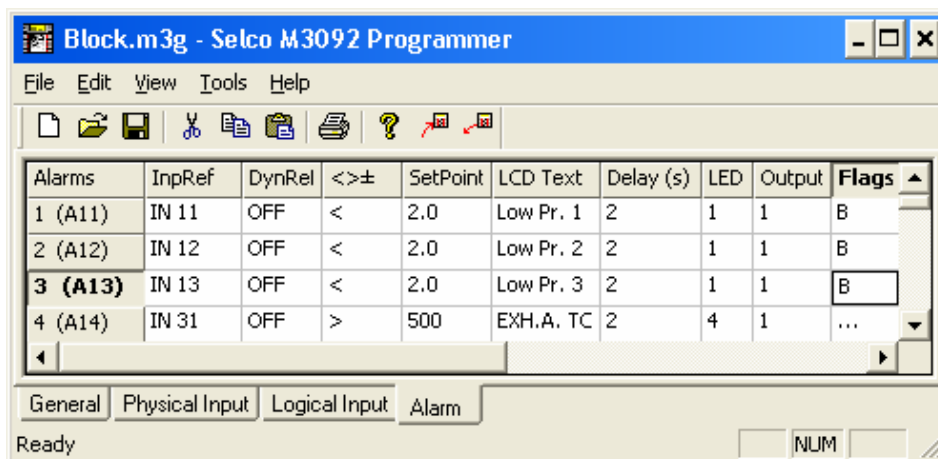 Block.m3g - Selco M3092 Programmer
File Edit View Tools Help
Alarms InpRef DynRel <>± SetPoint LCD Text Delay (s) LED Output Flags
1 (A11) IN 11 OFF < 2.0 Low Pr. 1 2 1 1 B
2 (A12) IN 12 OFF < 2.0 Low Pr. 2 2 1 1 B
3 (A13) IN 13 OFF < 2.0 Low Pr. 3 2 1 1 B
4 (A14) IN 31 OFF > 500 EXH.A. TC 2 4 1 ...
General Physical Input Logical Input Alarm
Ready NUM